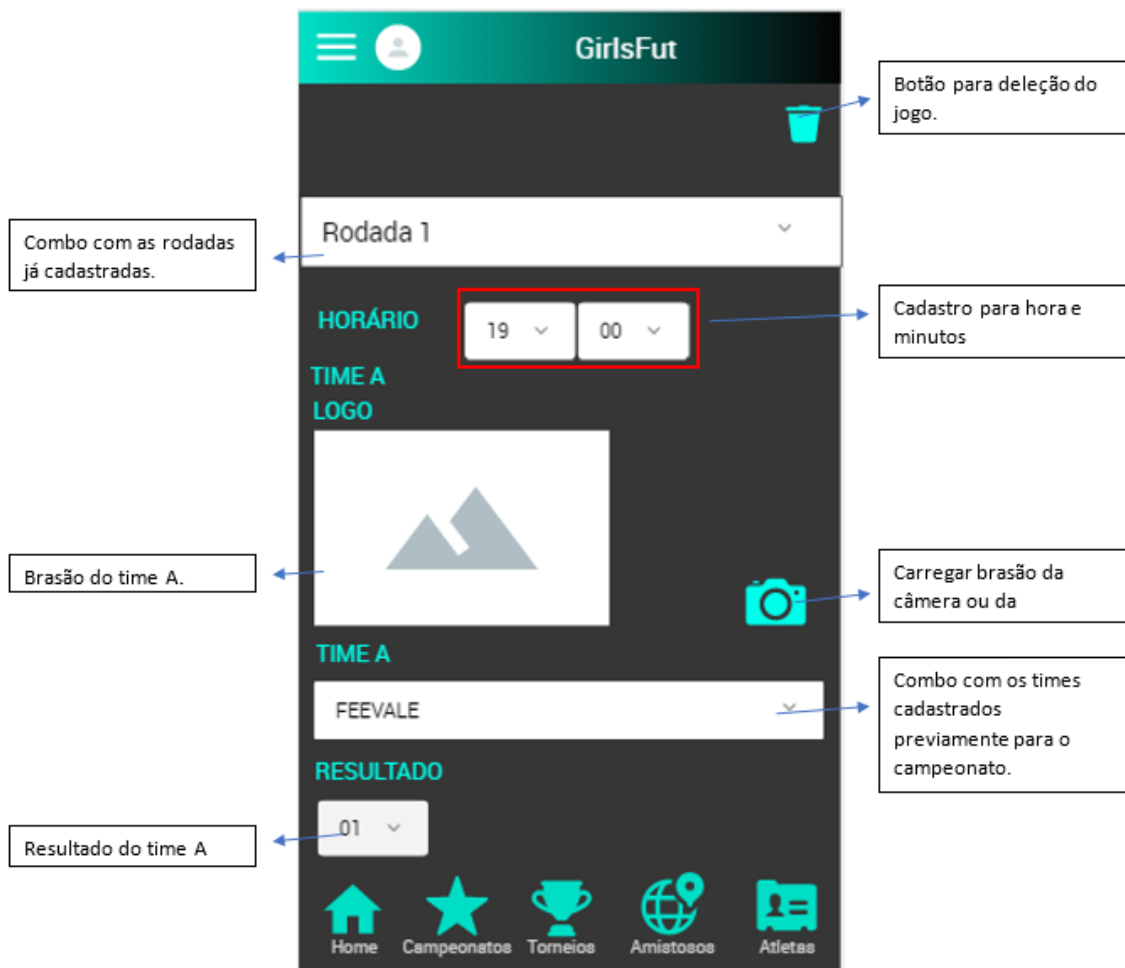 GirlsFut
Botão para deleção do
jogo.
Combo com as rodadas
já cadastradas.
Rodada 1
Cadastro para hora e
minutos
HORÁRIO
19
00
TIME A
LOGO
Brasão do time A.
Carregar brasão da
câmera ou da
TIME A
FEEVALE
Combo com os times
cadastrados
previamente para o
campeonato.
RESULTADO
01
Resultado do time A
Home
Campeonatos
Torneios
Amistosos
Atletas